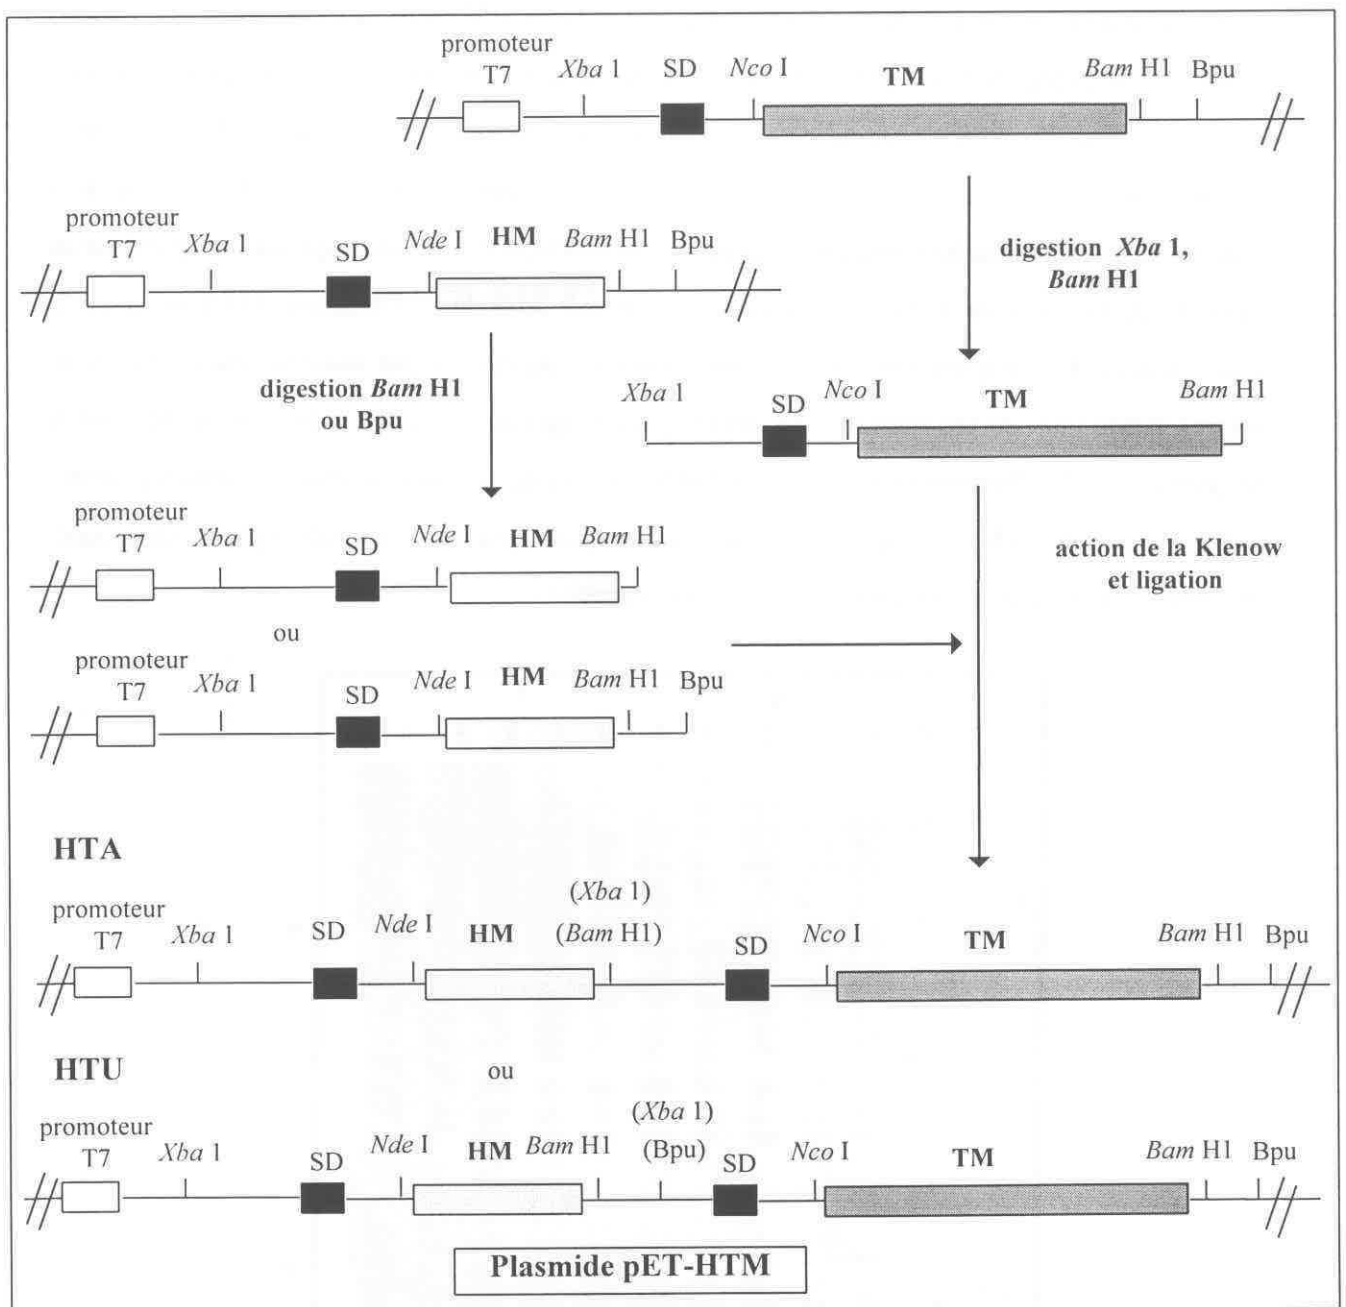 promoteur
T7 Xba 1 SD Nco I TM Bam H1 Bpu
promoteur
T7 Xba 1 SD Nde I HM Bam H1 Bpu
digestion Xba 1,
Bam H1
digestion Bam H1
ou Bpu
Xba 1 SD Nco I TM Bam H1
promoteur
T7 Xba 1 SD Nde I HM Bam H1
action de la Klenow
et ligation
ou
promoteur
T7 Xba 1 SD Nde I HM Bam H1 Bpu
HTA
(Xba 1)
promoteur
T7 Xba 1 SD Nde I HM (Bam H1) SD Nco I TM Bam H1 Bpu
HTU
ou
(Xba 1)
promoteur
T7 Xba 1 SD Nde I HM Bam H1 (Bpu) SD Nco I TM Bam H1 Bpu
Plasmide pET-HTM